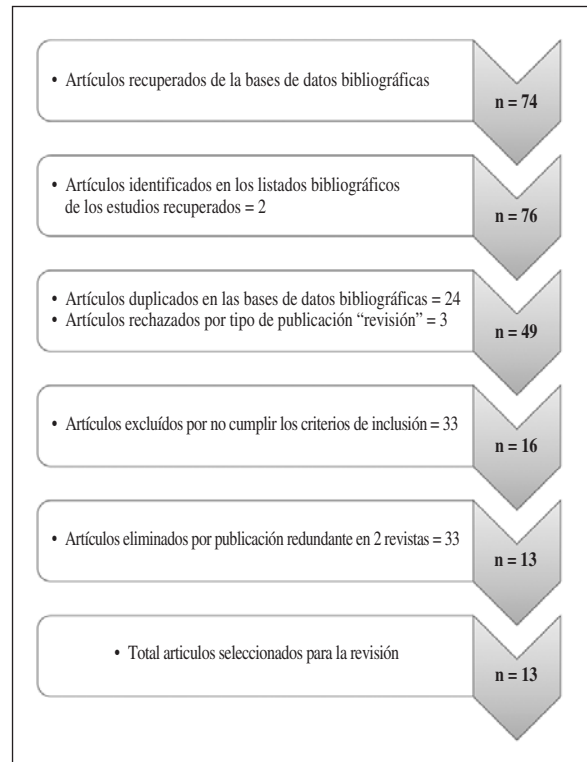 • Artículos recuperados de la bases de datos bibliográficas
n = 74
• Artículos identificados en los listados bibliográficos
de los estudios recuperados = 2
n = 76
• Artículos duplicados en las bases de datos bibliográficas = 24
• Artículos rechazados por tipo de publicación “revisión” = 3
n = 49
• Artículos excluídos por no cumplir los criterios de inclusión = 33
n = 16
• Artículos eliminados por publicación redundante en 2 revistas = 33
n = 13
• Total articulos seleccionados para la revisión
n = 13